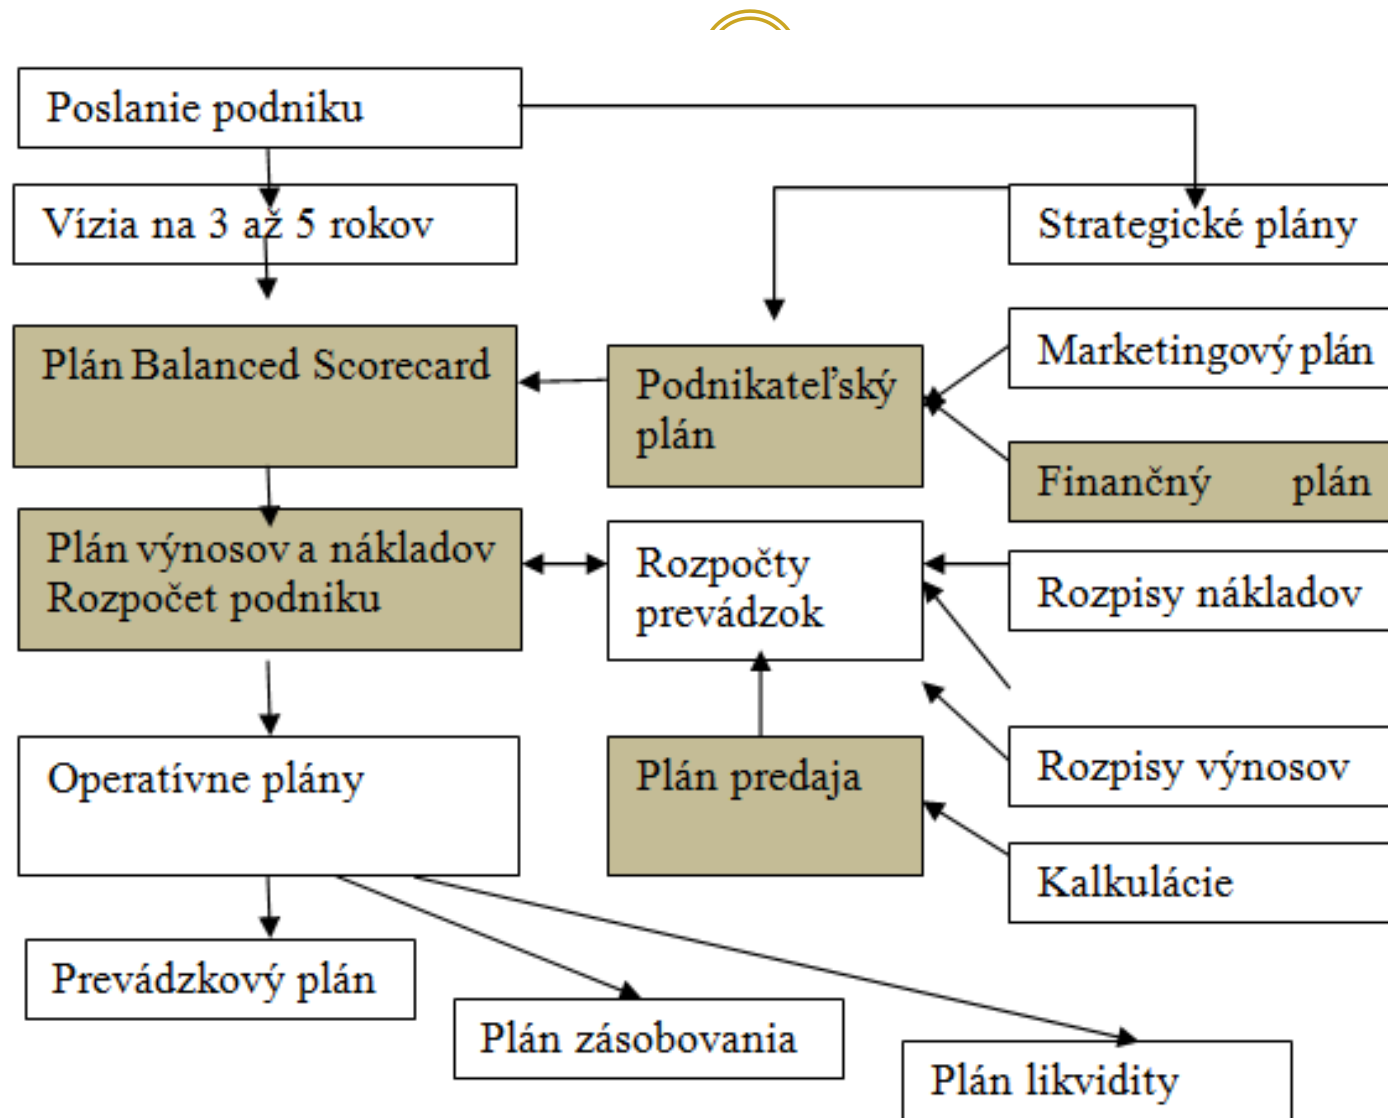 Poslanie podniku
Vízia na 3 až 5 rokov
Strategické plány
Plán Balanced Scorecard
Podnikateľský
plán
Marketingový plán
Finančný plán
Plán výnosov a nákladov
Rozpočet podniku
Rozpočty
prevádzok
Rozpisy nákladov
Operatívne plány
Plán predaja
Rozpisy výnosov
Kalkulácie
Prevádzkový plán
Plán zásobovania
Plán likvidity